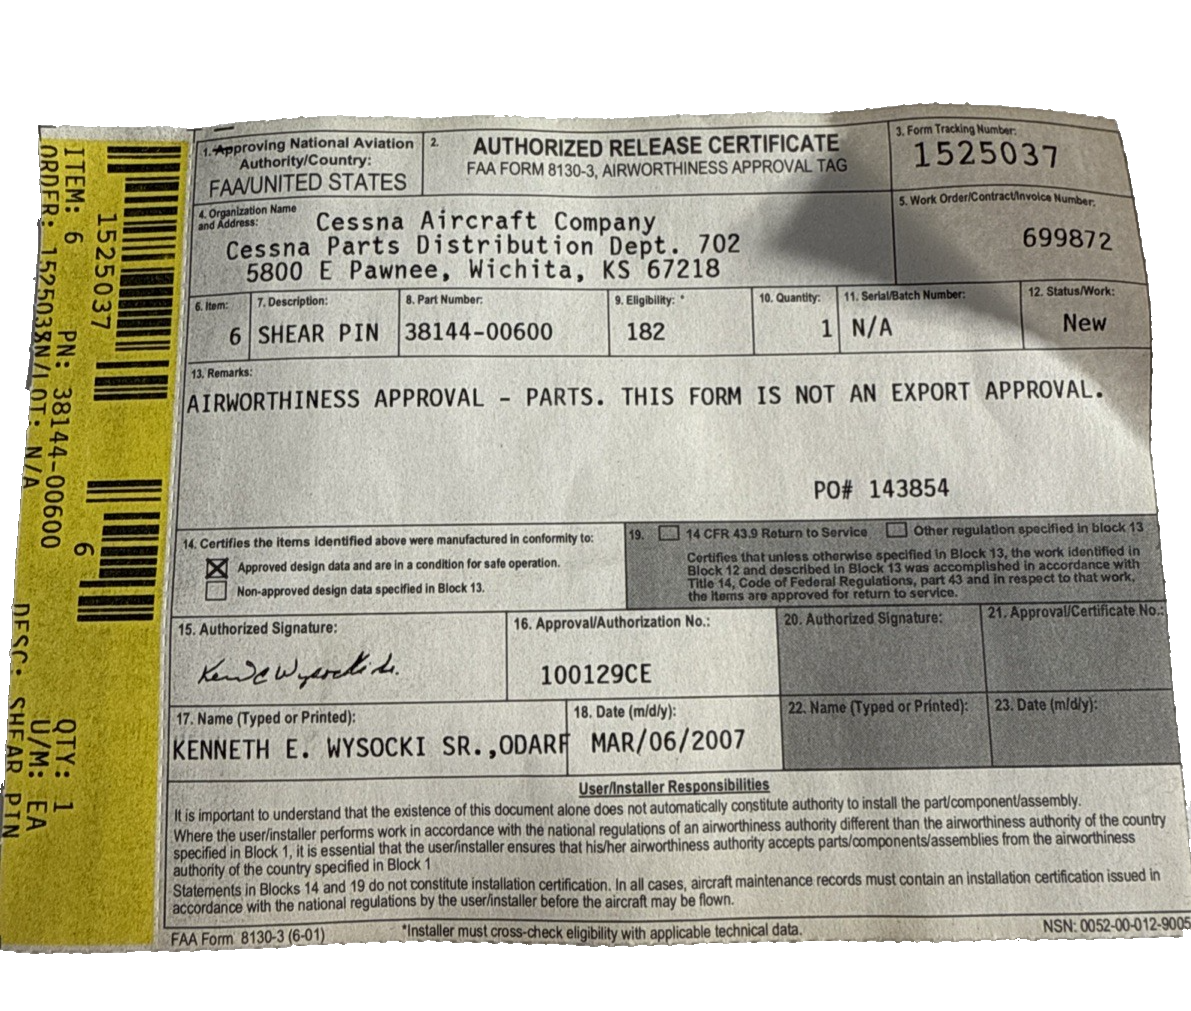 ITEM: 6 PN: 38144-00600 QTY: 1
ORDER: 1525038N/LOT: N/A U/M: EA
DESC: SHEAR PIN
1525037
6
1. Approving National Aviation
Authority/Country:
FAA/UNITED STATES
2. AUTHORIZED RELEASE CERTIFICATE
FAA FORM 8130-3, AIRWORTHINESS APPROVAL TAG
3. Form Tracking Number:
1525037
4. Organization Name
and Address:
Cessna Aircraft Company
Cessna Parts Distribution Dept. 702
5800 E Pawnee, Wichita, KS 67218
5. Work Order/Contract/Invoice Number:
699872
6. Item: 7. Description: 8. Part Number: 9. Eligibility: * 10. Quantity: 11. Serial/Batch Number: 12. Status/Work:
6 SHEAR PIN 38144-00600 182 1 N/A New
13. Remarks:
AIRWORTHINESS APPROVAL - PARTS. THIS FORM IS NOT AN EXPORT APPROVAL.
PO# 143854
14. Certifies the items identified above were manufactured in conformity to:
Approved design data and are in a condition for safe operation.
Non-approved design data specified in Block 13.
19. 14 CFR 43.9 Return to Service Other regulation specified in block 13
Certifies that unless otherwise specified in Block 13, the work identified in
Block 12 and described in Block 13 was accomplished in accordance with
Title 14, Code of Federal Regulations, part 43 and in respect to that work,
the items are approved for return to service.
15. Authorized Signature:
16. Approval/Authorization No.:
100129CE
20. Authorized Signature:
21. Approval/Certificate No.:
17. Name (Typed or Printed):
KENNETH E. WYSOCKI SR.,ODARF
18. Date (m/d/y):
MAR/06/2007
22. Name (Typed or Printed):
23. Date (m/d/y):
User/Installer Responsibilities
It is important to understand that the existence of this document alone does not automatically constitute authority to install the part/component/assembly.
Where the user/installer performs work in accordance with the national regulations of an airworthiness authority different than the airworthiness authority of the country
specified in Block 1, it is essential that the user/installer ensures that his/her airworthiness authority accepts parts/components/assemblies from the airworthiness
authority of the country specified in Block 1
Statements in Blocks 14 and 19 do not constitute installation certification. In all cases, aircraft maintenance records must contain an installation certification issued in
accordance with the national regulations by the user/installer before the aircraft may be flown.
FAA Form 8130-3 (6-01)
*Installer must cross-check eligibility with applicable technical data.
NSN: 0052-00-012-9005